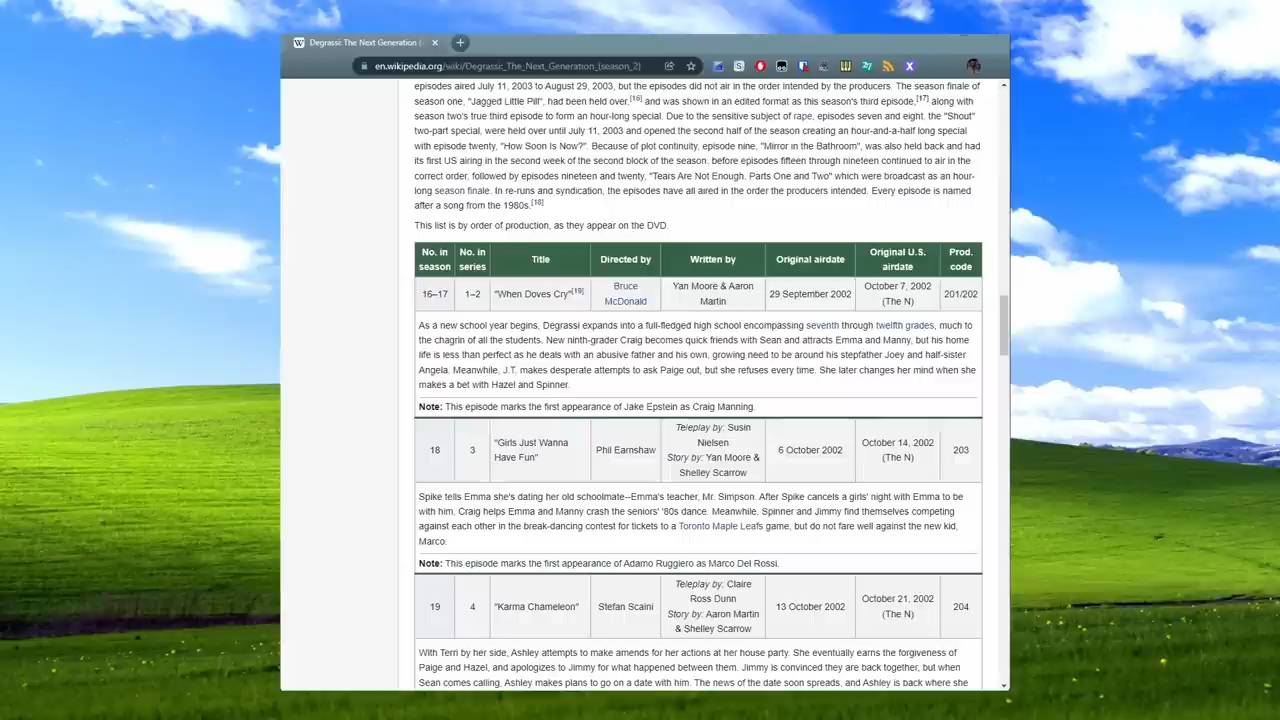 Degrassi: The Next Generation (
en.wikipedia.org/wiki/Degrassi:_The_Next_Generation_(season_2)
episodes aired July 11, 2003 to August 29, 2003, but the episodes did not air in the order intended by the producers. The season finale of
season one, "Jagged Little Pill", had been held over,[16] and was shown in an edited format as this season's third episode,[17] along with
season two's true third episode to form an hour-long special. Due to the sensitive subject of rape, episodes seven and eight, the "Shout"
two-part special, were held over until July 11, 2003 and opened the second half of the season creating an hour-and-a-half long special
with episode twenty, "How Soon Is Now?". Because of plot continuity, episode nine, "Mirror in the Bathroom", was also held back and had
its first US airing in the second week of the second block of the season, before episodes fifteen through nineteen continued to air in the
correct order, followed by episodes nineteen and twenty, "Tears Are Not Enough, Parts One and Two" which were broadcast as an hour-
long season finale. In re-runs and syndication, the episodes have all aired in the order the producers intended. Every episode is named
after a song from the 1980s.[18]
This list is by order of production, as they appear on the DVD.
No. in season No. in series Title Directed by Written by Original airdate Original U.S. airdate Prod. code
16–17 1–2 "When Doves Cry"[19] Bruce McDonald Yan Moore & Aaron Martin 29 September 2002 October 7, 2002 (The N) 201/202
As a new school year begins, Degrassi expands into a full-fledged high school encompassing seventh through twelfth grades, much to
the chagrin of all the students. New ninth-grader Craig becomes quick friends with Sean and attracts Emma and Manny, but his home
life is less than perfect as he deals with an abusive father and his own, growing need to be around his stepfather Joey and half-sister
Angela. Meanwhile, J.T. makes desperate attempts to ask Paige out, but she refuses every time. She later changes her mind when she
makes a bet with Hazel and Spinner.
Note: This episode marks the first appearance of Jake Epstein as Craig Manning.
18 3 "Girls Just Wanna Have Fun" Phil Earnshaw Teleplay by: Susin Nielsen Story by: Yan Moore & Shelley Scarrow 6 October 2002 October 14, 2002 (The N) 203
Spike tells Emma she's dating her old schoolmate--Emma's teacher, Mr. Simpson. After Spike cancels a girls' night with Emma to be
with him, Craig helps Emma and Manny crash the seniors' '80s dance. Meanwhile, Spinner and Jimmy find themselves competing
against each other in the break-dancing contest for tickets to a Toronto Maple Leafs game, but do not fare well against the new kid,
Marco.
Note: This episode marks the first appearance of Adamo Ruggiero as Marco Del Rossi.
19 4 "Karma Chameleon" Stefan Scaini Teleplay by: Claire Ross Dunn Story by: Aaron Martin & Shelley Scarrow 13 October 2002 October 21, 2002 (The N) 204
With Terri by her side, Ashley attempts to make amends for her actions at her house party. She eventually earns the forgiveness of
Paige and Hazel, and apologizes to Jimmy for what happened between them. Jimmy is convinced they are back together, but when
Sean comes calling, Ashley makes plans to go on a date with him. The news of the date soon spreads, and Ashley is back where she